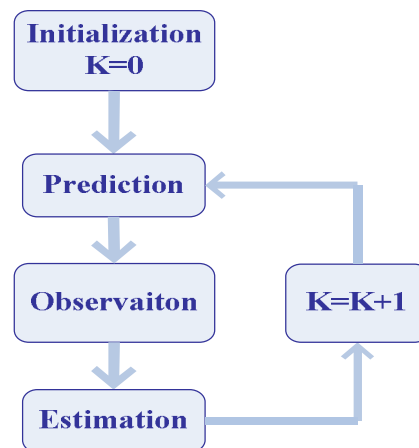 Initialization
K=0
Prediction
Observaiton
K=K+1
Estimation